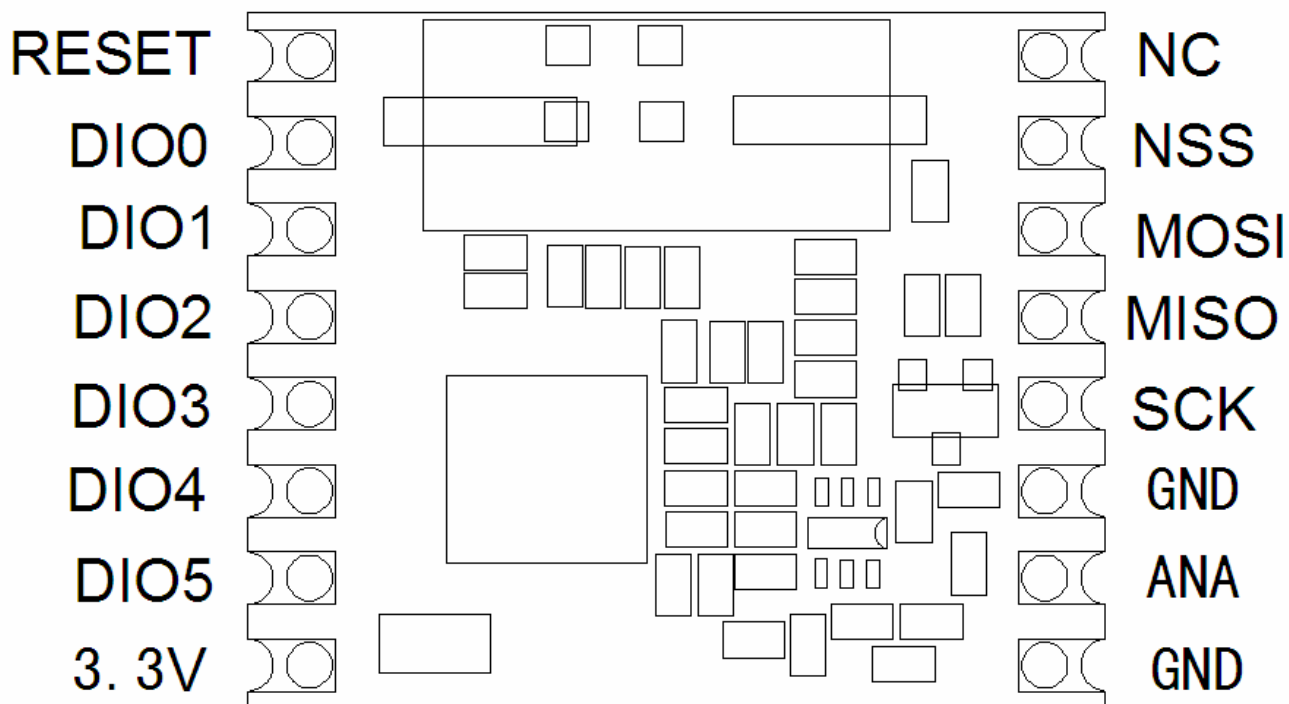 RESET
NC
DIO0
NSS
DIO1
MOSI
DIO2
MISO
DIO3
SCK
DIO4
GND
DIO5
ANA
3.3V
GND